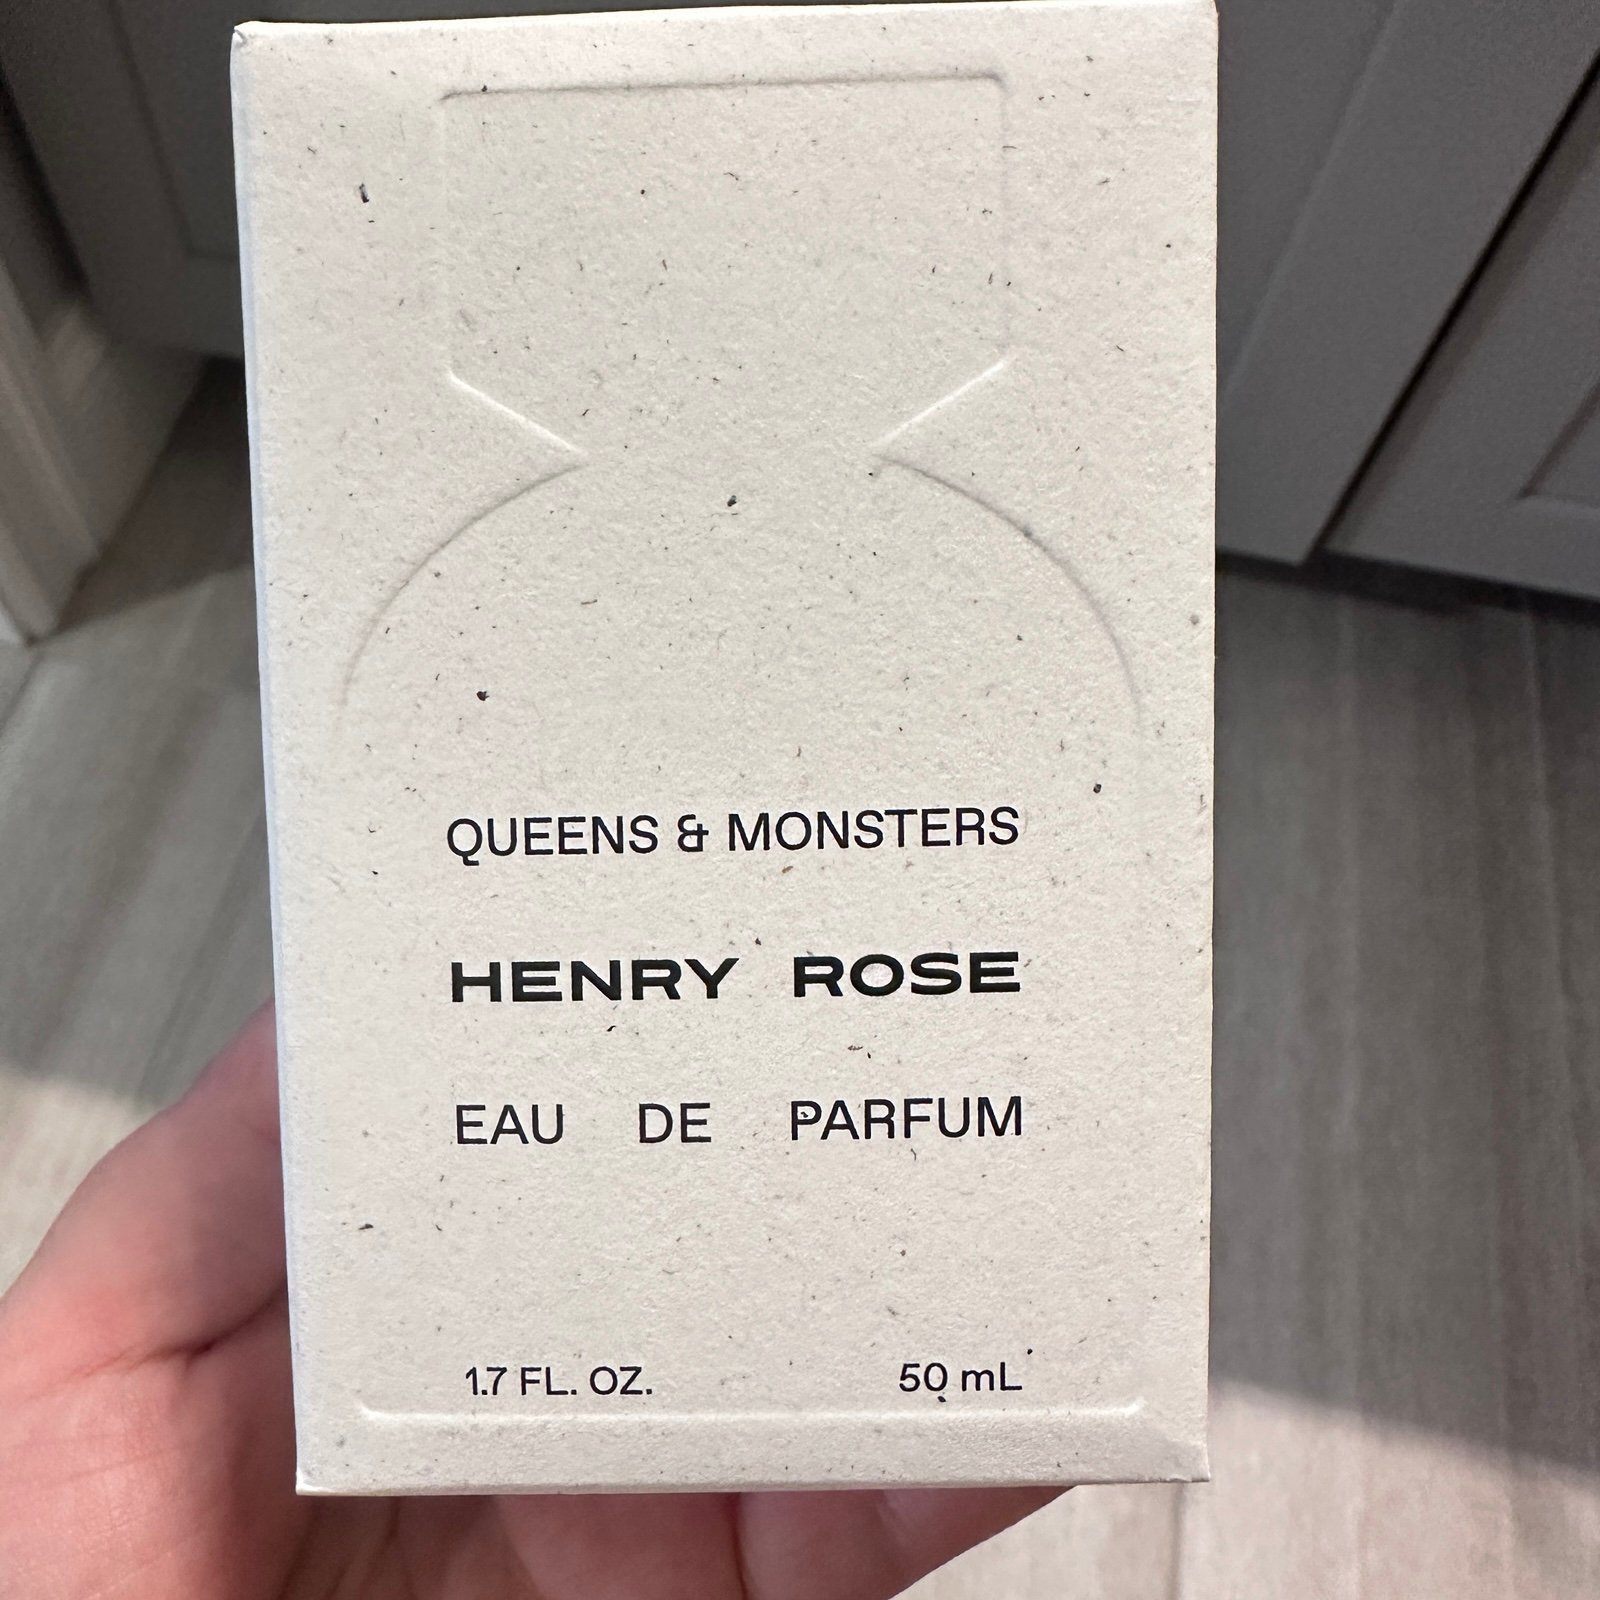 QUEENS & MONSTERS
HENRY ROSE
EAU DE PARFUM
1.7 FL. OZ. 50 mL